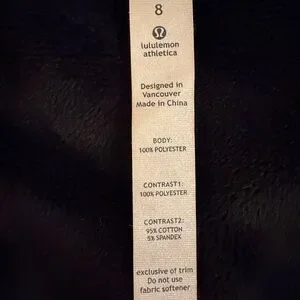 8
lululemon
athletica
Designed in
Vancouver
Made in China
BODY:
100% POLYESTER
CONTRAST1:
100% POLYESTER
CONTRAST2:
95% COTTON
5% SPANDEX
exclusive of trim
Do not use
fabric softener